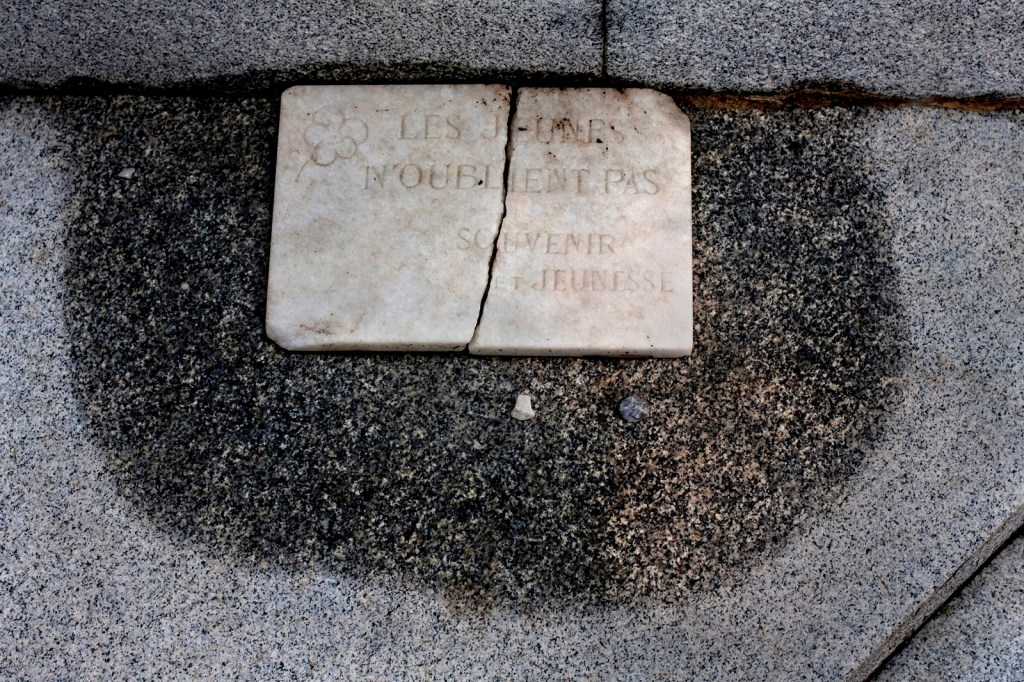 LES JEUNES
N'OUBLIENT PAS
SOUVENIR
ET JEUNESSE